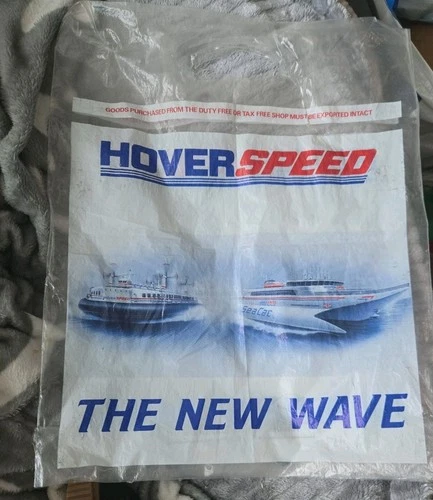 GOODS PURCHASED FROM THE DUTY FREE OR TAX FREE SHOP MUST BE EXPORTED INTACT
HOVERSPEED
SeaCat
THE NEW WAVE